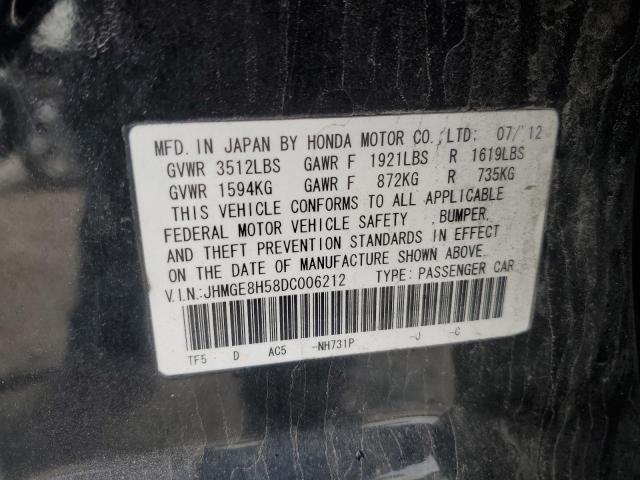 MFD. IN JAPAN BY HONDA MOTOR CO.,LTD: 07/'12
GVWR 3512LBS GAWR F 1921LBS R 1619LBS
GVWR 1594KG GAWR F 872KG R 735KG
THIS VEHICLE CONFORMS TO ALL APPLICABLE
FEDERAL MOTOR VEHICLE SAFETY , BUMPER,
AND THEFT PREVENTION STANDARDS IN EFFECT
ON THE DATE OF MANUFACTURE SHOWN ABOVE.
V.I.N.:JHMGE8H58DC006212 TYPE: PASSENGER CAR
TF5 D AC5 -NH731P -J -C